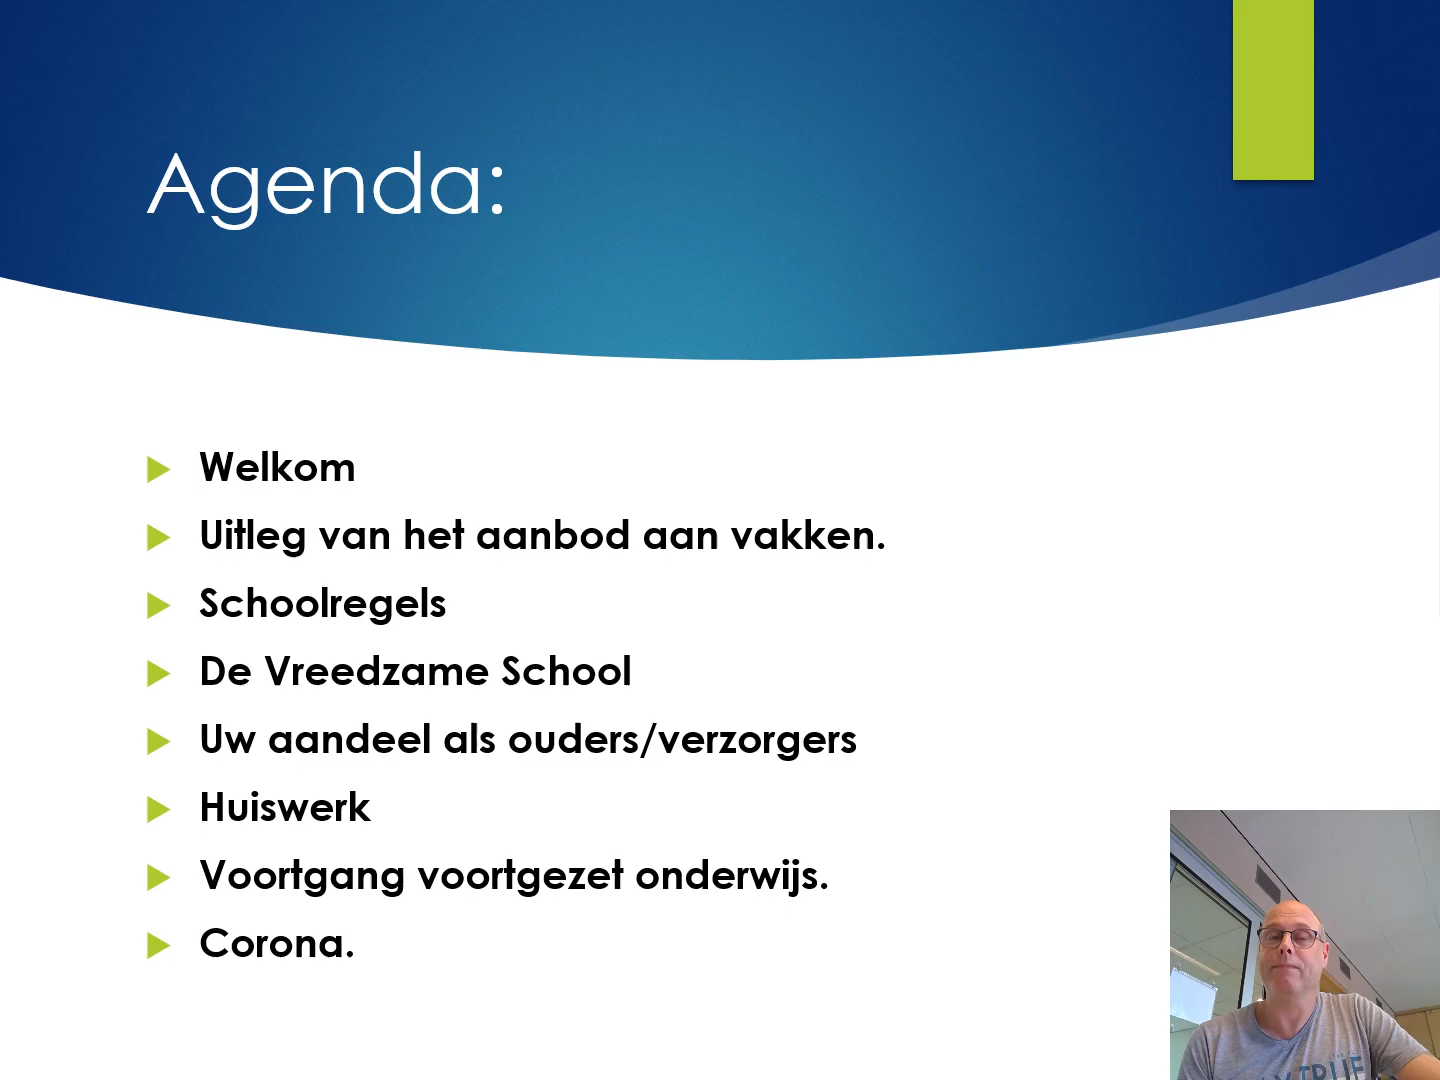 Agenda:
Welkom
Uitleg van het aanbod aan vakken.
Schoolregels
De Vreedzame School
Uw aandeel als ouders/verzorgers
Huiswerk
Voortgang voortgezet onderwijs.
Corona.